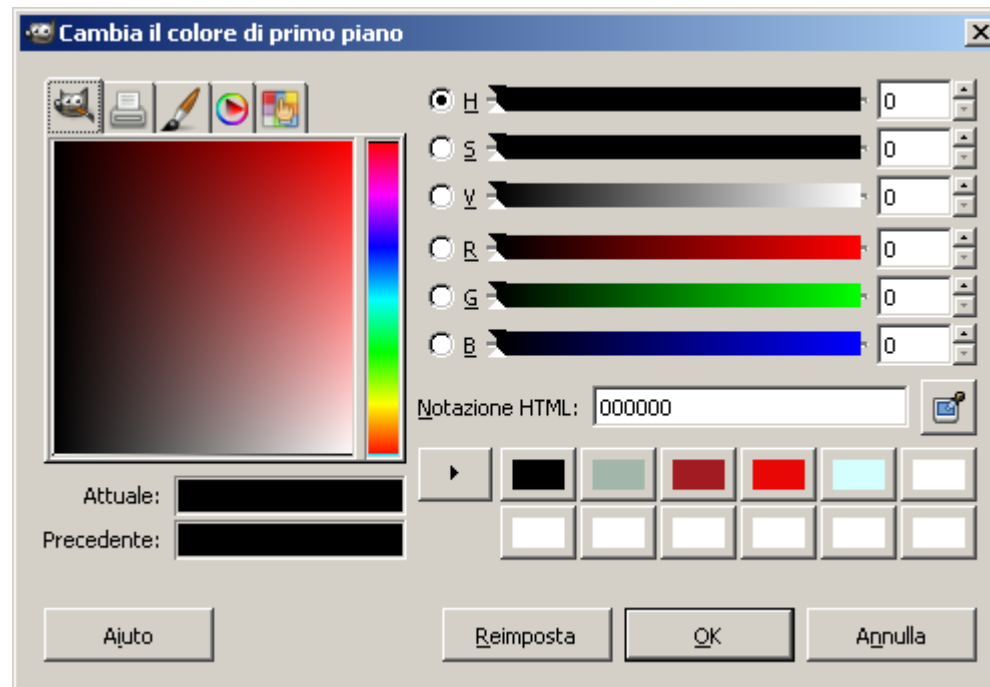 Cambia il colore di primo piano
H 0
S 0
V 0
R 0
G 0
B 0
Notazione HTML: 000000
Attuale:
Precedente:
Aiuto
Reimposta
OK
Annulla